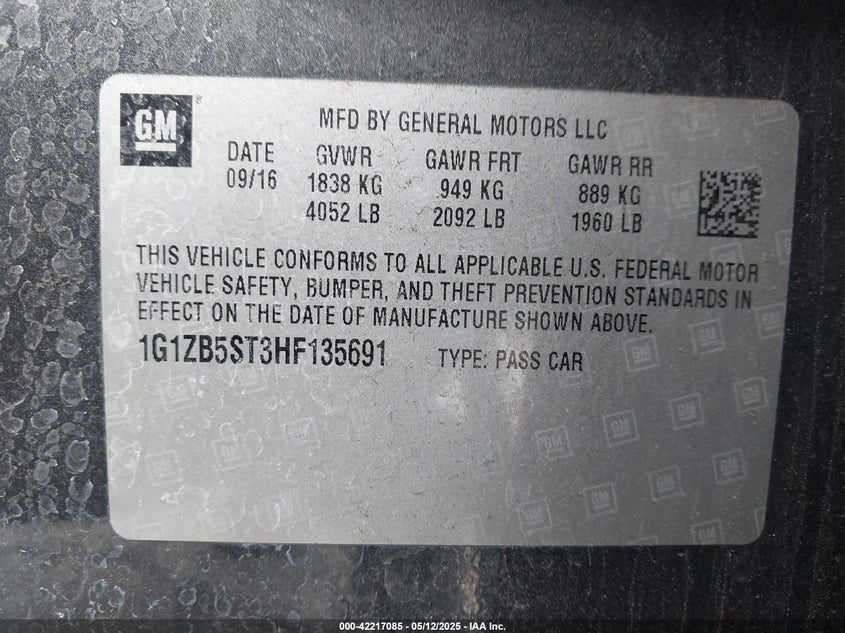 GM
MFD BY GENERAL MOTORS LLC
DATE GVWR GAWR FRT GAWR RR
09/16 1838 KG 949 KG 889 KG
4052 LB 2092 LB 1960 LB
THIS VEHICLE CONFORMS TO ALL APPLICABLE U.S. FEDERAL MOTOR
VEHICLE SAFETY, BUMPER, AND THEFT PREVENTION STANDARDS IN
EFFECT ON THE DATE OF MANUFACTURE SHOWN ABOVE.
1G1ZB5ST3HF135691 TYPE: PASS CAR
000-42217085 - 05/12/2025 - IAA Inc.